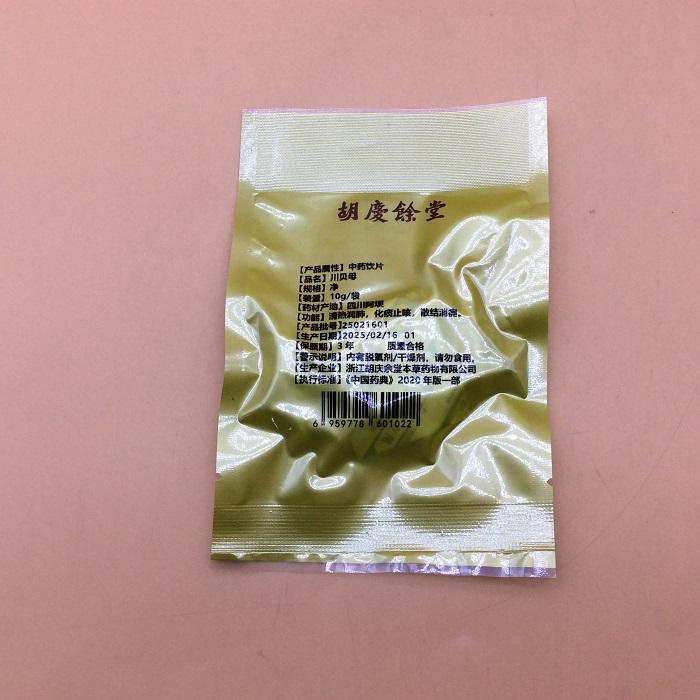 胡慶餘堂
【产品属性】中药饮片
【品名】川贝母
【规格】净
【装量】10g/袋
【药材产地】四川阿坝
【功能】清热润肺，化痰止咳，散结消痈。
【产品批号】25021601
【生产日期】2025/02/16 01
【保质期】3 年 质量合格
【警示说明】内有脱氧剂/干燥剂，请勿食用。
【生产企业】浙江胡庆余堂本草药物有限公司
【执行标准】《中国药典》2020 年版一部
6 959778 601022